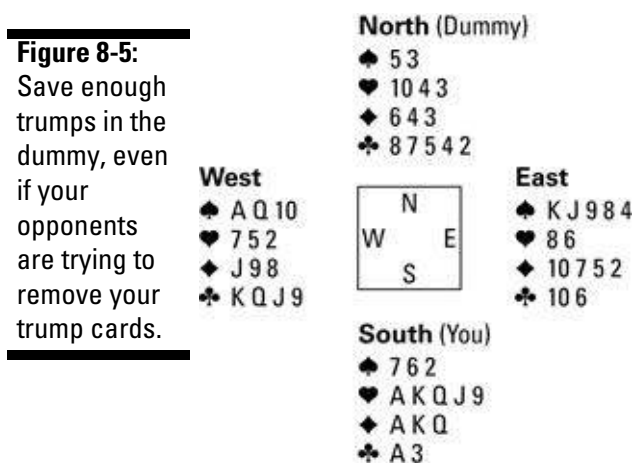 Figure 8-5:
Save enough
trumps in the
dummy, even
if your
opponents
are trying to
remove your
trump cards.
North (Dummy)
♠ 5 3
♥ 10 4 3
♦ 6 4 3
♣ 8 7 5 4 2
West
♠ A Q 10
♥ 7 5 2
♦ J 9 8
♣ K Q J 9
N
W E
S
East
♠ K J 9 8 4
♥ 8 6
♦ 10 7 5 2
♣ 10 6
South (You)
♠ 7 6 2
♥ A K Q J 9
♦ A K Q
♣ A 3